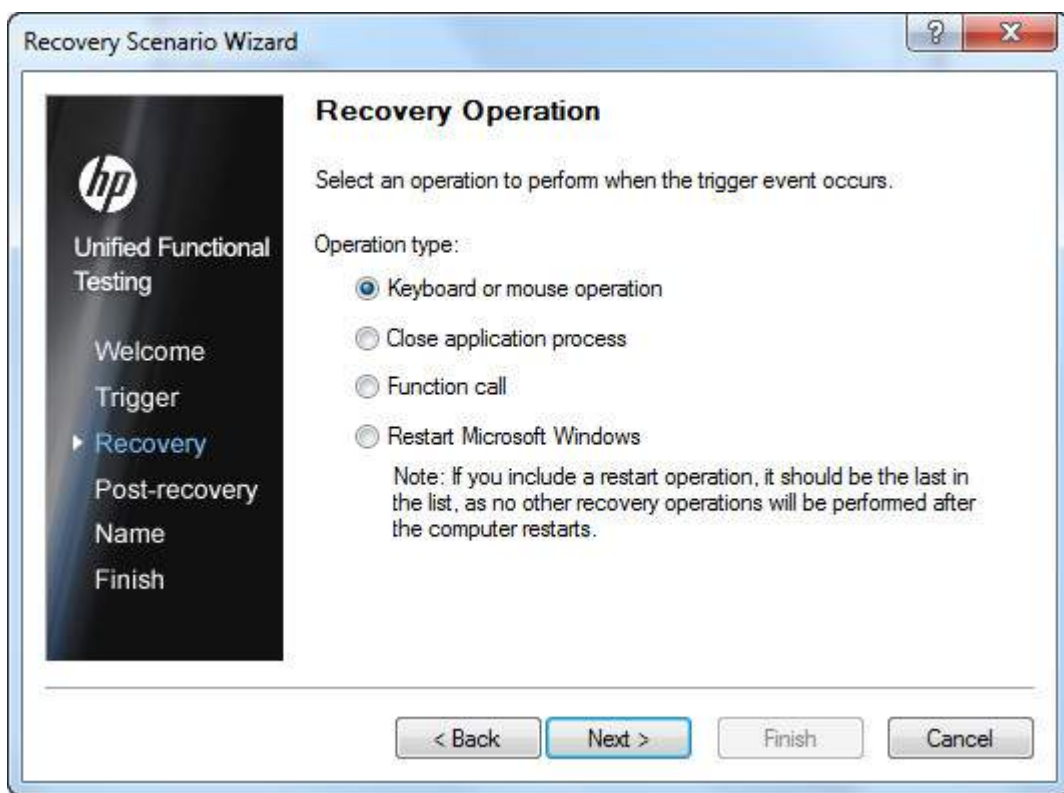 Recovery Scenario Wizard
?
X
hp
Unified Functional
Testing
Welcome
Trigger
Recovery
Post-recovery
Name
Finish
Recovery Operation
Select an operation to perform when the trigger event occurs.
Operation type:
Keyboard or mouse operation
Close application process
Function call
Restart Microsoft Windows
Note: If you include a restart operation, it should be the last in
the list, as no other recovery operations will be performed after
the computer restarts.
< Back
Next >
Finish
Cancel